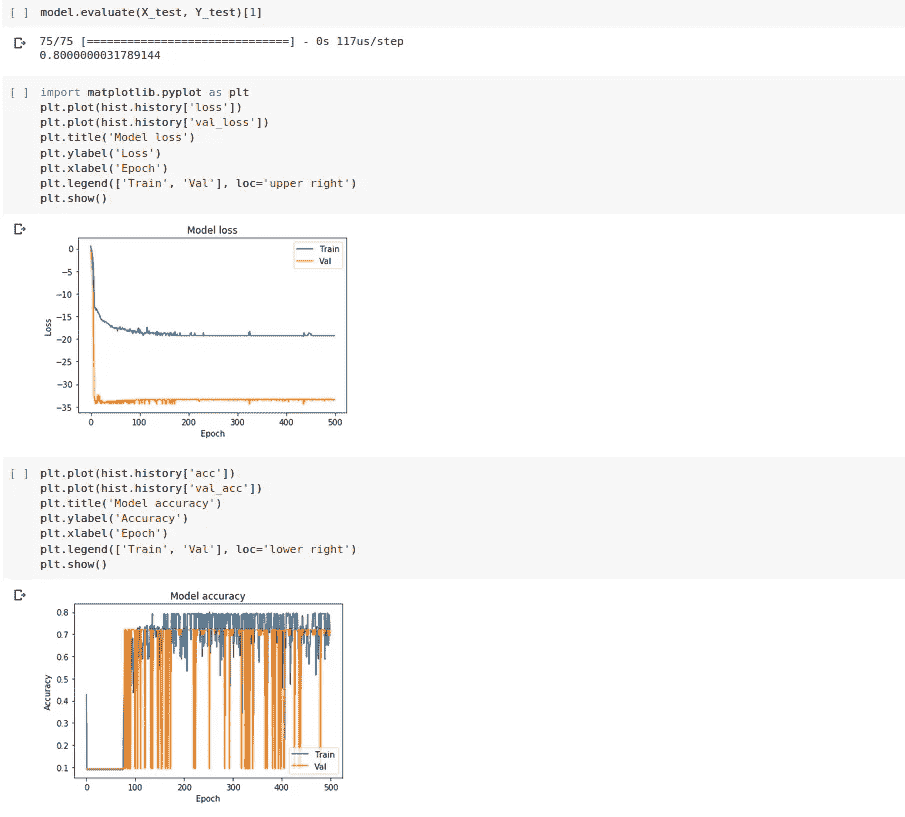 [ ] model.evaluate(X_test, Y_test)[1]
75/75 [==============================] - 0s 117us/step
0.8000000031789144
[ ] import matplotlib.pyplot as plt
plt.plot(hist.history['loss'])
plt.plot(hist.history['val_loss'])
plt.title('Model loss')
plt.ylabel('Loss')
plt.xlabel('Epoch')
plt.legend(['Train', 'Val'], loc='upper right')
plt.show()
Model loss
Train
Val
0
−5
−10
−15
−20
−25
−30
−35
Loss
0 100 200 300 400 500
Epoch
[ ] plt.plot(hist.history['acc'])
plt.plot(hist.history['val_acc'])
plt.title('Model accuracy')
plt.ylabel('Accuracy')
plt.xlabel('Epoch')
plt.legend(['Train', 'Val'], loc='lower right')
plt.show()
Model accuracy
0.8
0.7
0.6
0.5
0.4
0.3
0.2
0.1
Accuracy
Train
Val
0 100 200 300 400 500
Epoch